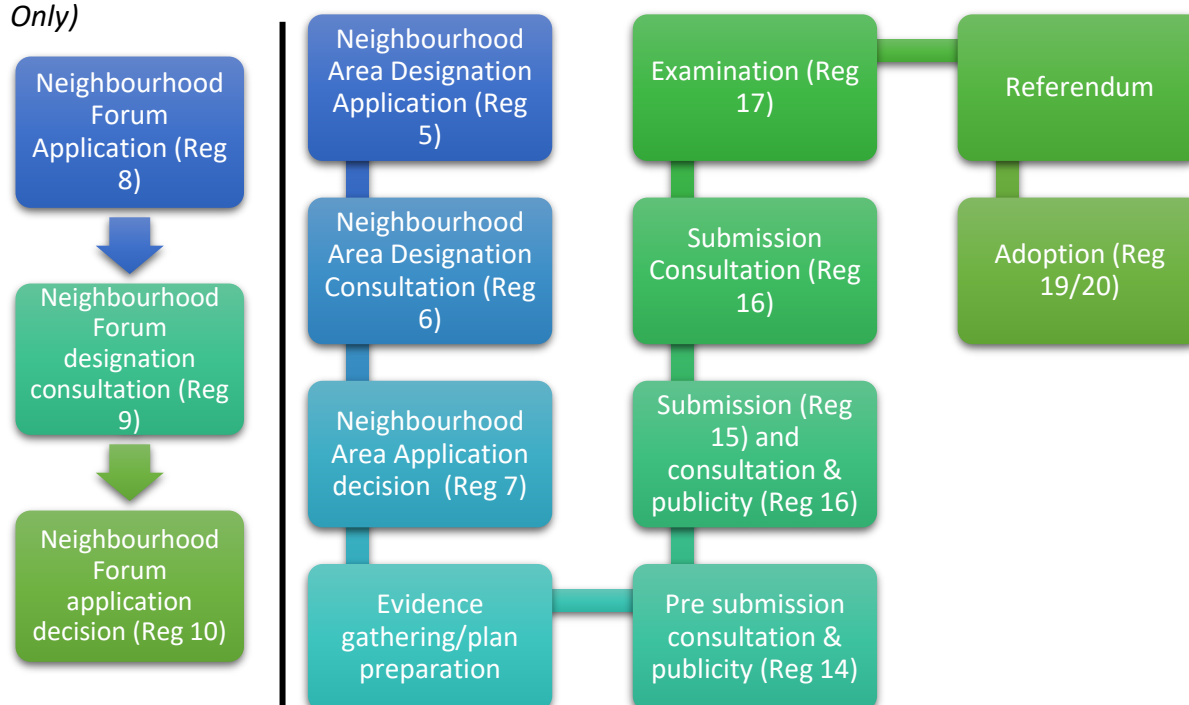 Only)
Neighbourhood
Forum
Application (Reg
8)
Neighbourhood
Forum
designation
consultation (Reg
9)
Neighbourhood
Forum
application
decision (Reg 10)
Neighbourhood
Area Designation
Application (Reg
5)
Neighbourhood
Area Designation
Consultation (Reg
6)
Neighbourhood
Area Application
decision (Reg 7)
Evidence
gathering/plan
preparation
Pre submission
consultation &
publicity (Reg 14)
Submission (Reg
15) and
consultation &
publicity (Reg 16)
Submission
Consultation (Reg
16)
Examination (Reg
17)
Referendum
Adoption (Reg
19/20)